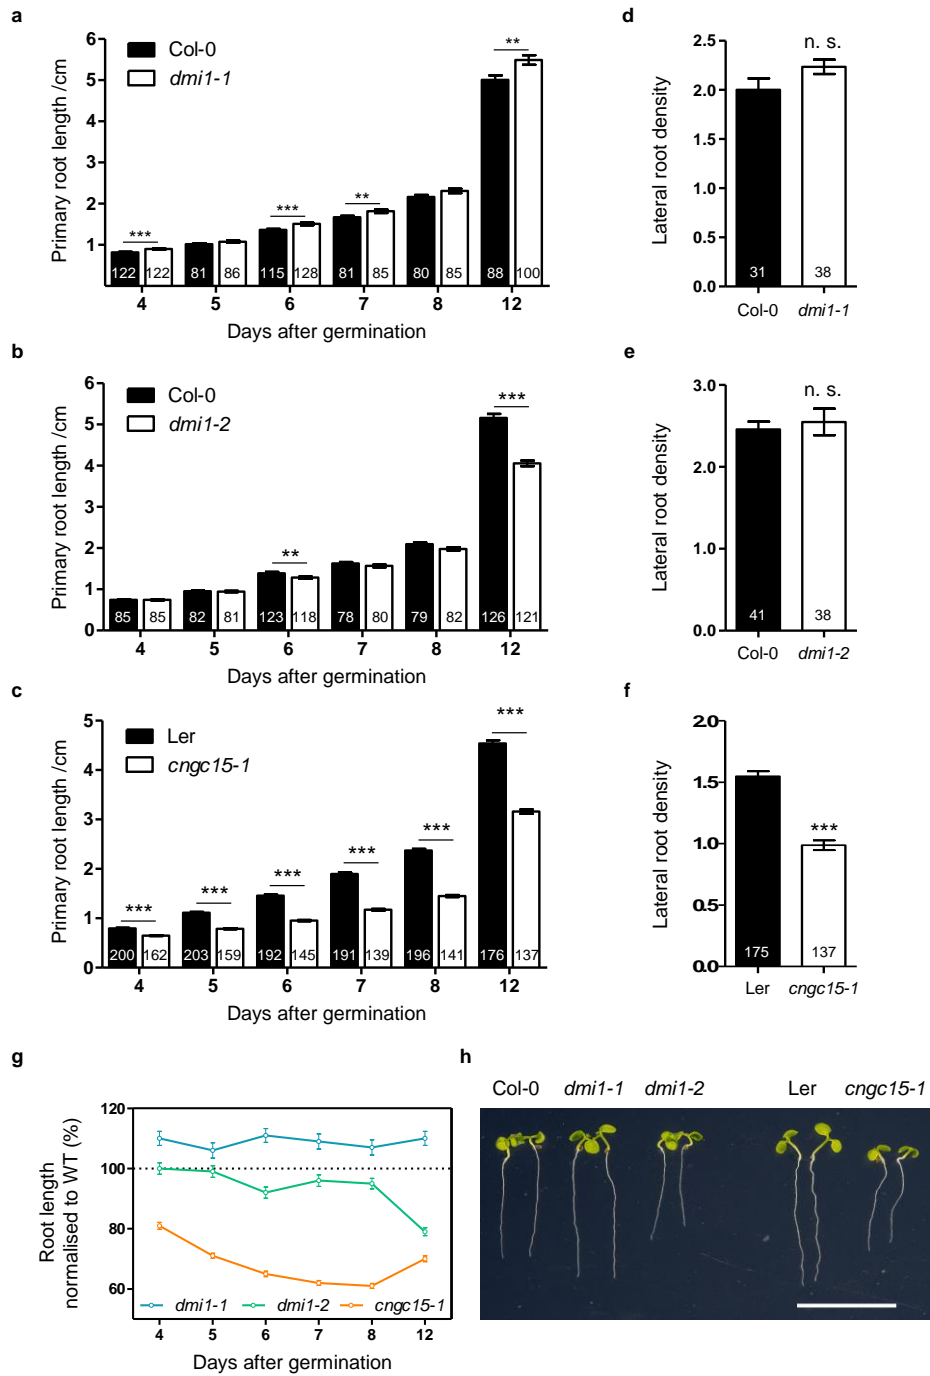 a
Primary root length /cm
6
5
4
3
2
1
Col-0
dmi1-1
*** *** ** **
122 122 81 86 115 128 81 85 80 85 88 100
4 5 6 7 8 12
Days after germination
d
Lateral root density
2.5
2.0
1.5
1.0
0.5
0.0
n. s.
31 38
Col-0 dmi1-1
b
Primary root length /cm
6
5
4
3
2
1
0
Col-0
dmi1-2
** ***
85 85 82 81 123 118 78 80 79 82 126 121
4 5 6 7 8 12
Days after germination
e
Lateral root density
3.0
2.0
1.0
0.0
n. s.
41 38
Col-0 dmi1-2
c
Primary root length /cm
5
4
3
2
1
0
Ler
cngc15-1
*** *** *** *** *** ***
200 162 203 159 192 145 191 139 196 141 176 137
4 5 6 7 8 12
Days after germination
f
Lateral root density
2.0
1.5
1.0
0.5
0.0
***
175 137
Ler cngc15-1
g
Root length
normalised to WT (%)
120
100
80
60
dmi1-1 dmi1-2 cngc15-1
4 5 6 7 8 12
Days after germination
h
Col-0 dmi1-1 dmi1-2 Ler cngc15-1